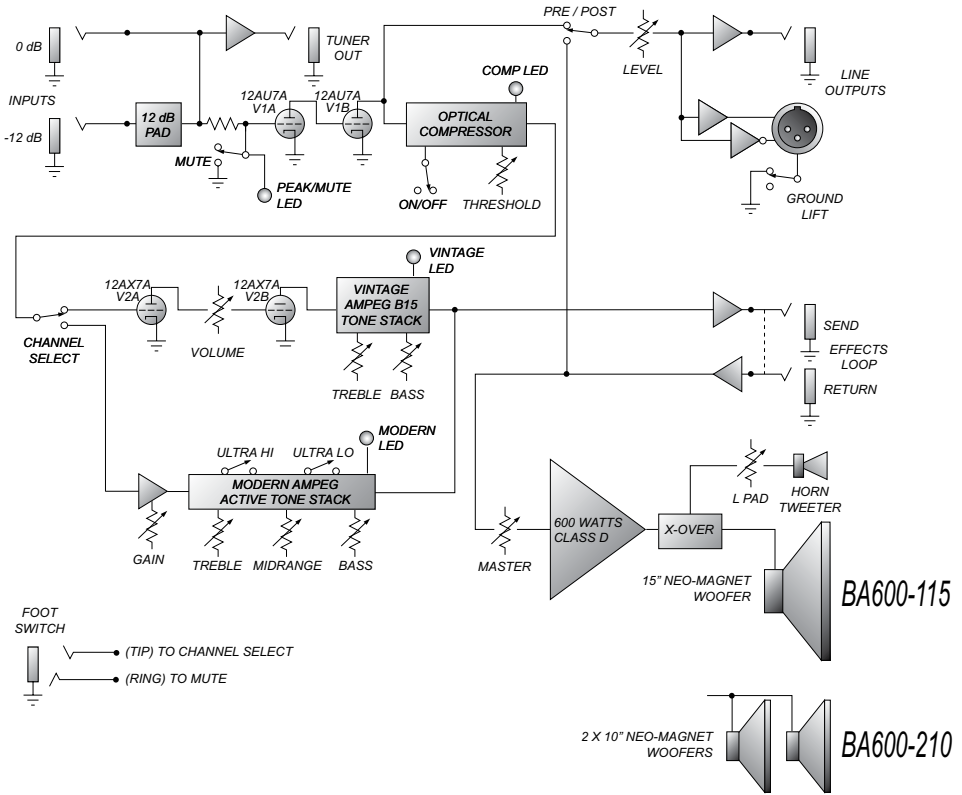 PRE / POST
0 dB
TUNER
OUT
COMP LED
LEVEL
LINE
OUTPUTS
INPUTS
12AU7A
V1A
12AU7A
V1B
12 dB
PAD
OPTICAL
COMPRESSOR
-12 dB
MUTE
PEAK/MUTE
LED
ON/OFF
THRESHOLD
GROUND
LIFT
VINTAGE
LED
12AX7A
V2A
12AX7A
V2B
VINTAGE
AMPEG B15
TONE STACK
CHANNEL
SELECT
VOLUME
SEND
EFFECTS
LOOP
RETURN
TREBLE
BASS
MODERN
LED
ULTRA HI
ULTRA LO
MODERN AMPEG
ACTIVE TONE STACK
GAIN
TREBLE
MIDRANGE
BASS
MASTER
600 WATTS
CLASS D
X-OVER
L PAD
HORN
TWEETER
15" NEO-MAGNET
WOOFER
BA600-115
FOOT
SWITCH
(TIP) TO CHANNEL SELECT
(RING) TO MUTE
2 X 10" NEO-MAGNET
WOOFERS
BA600-210